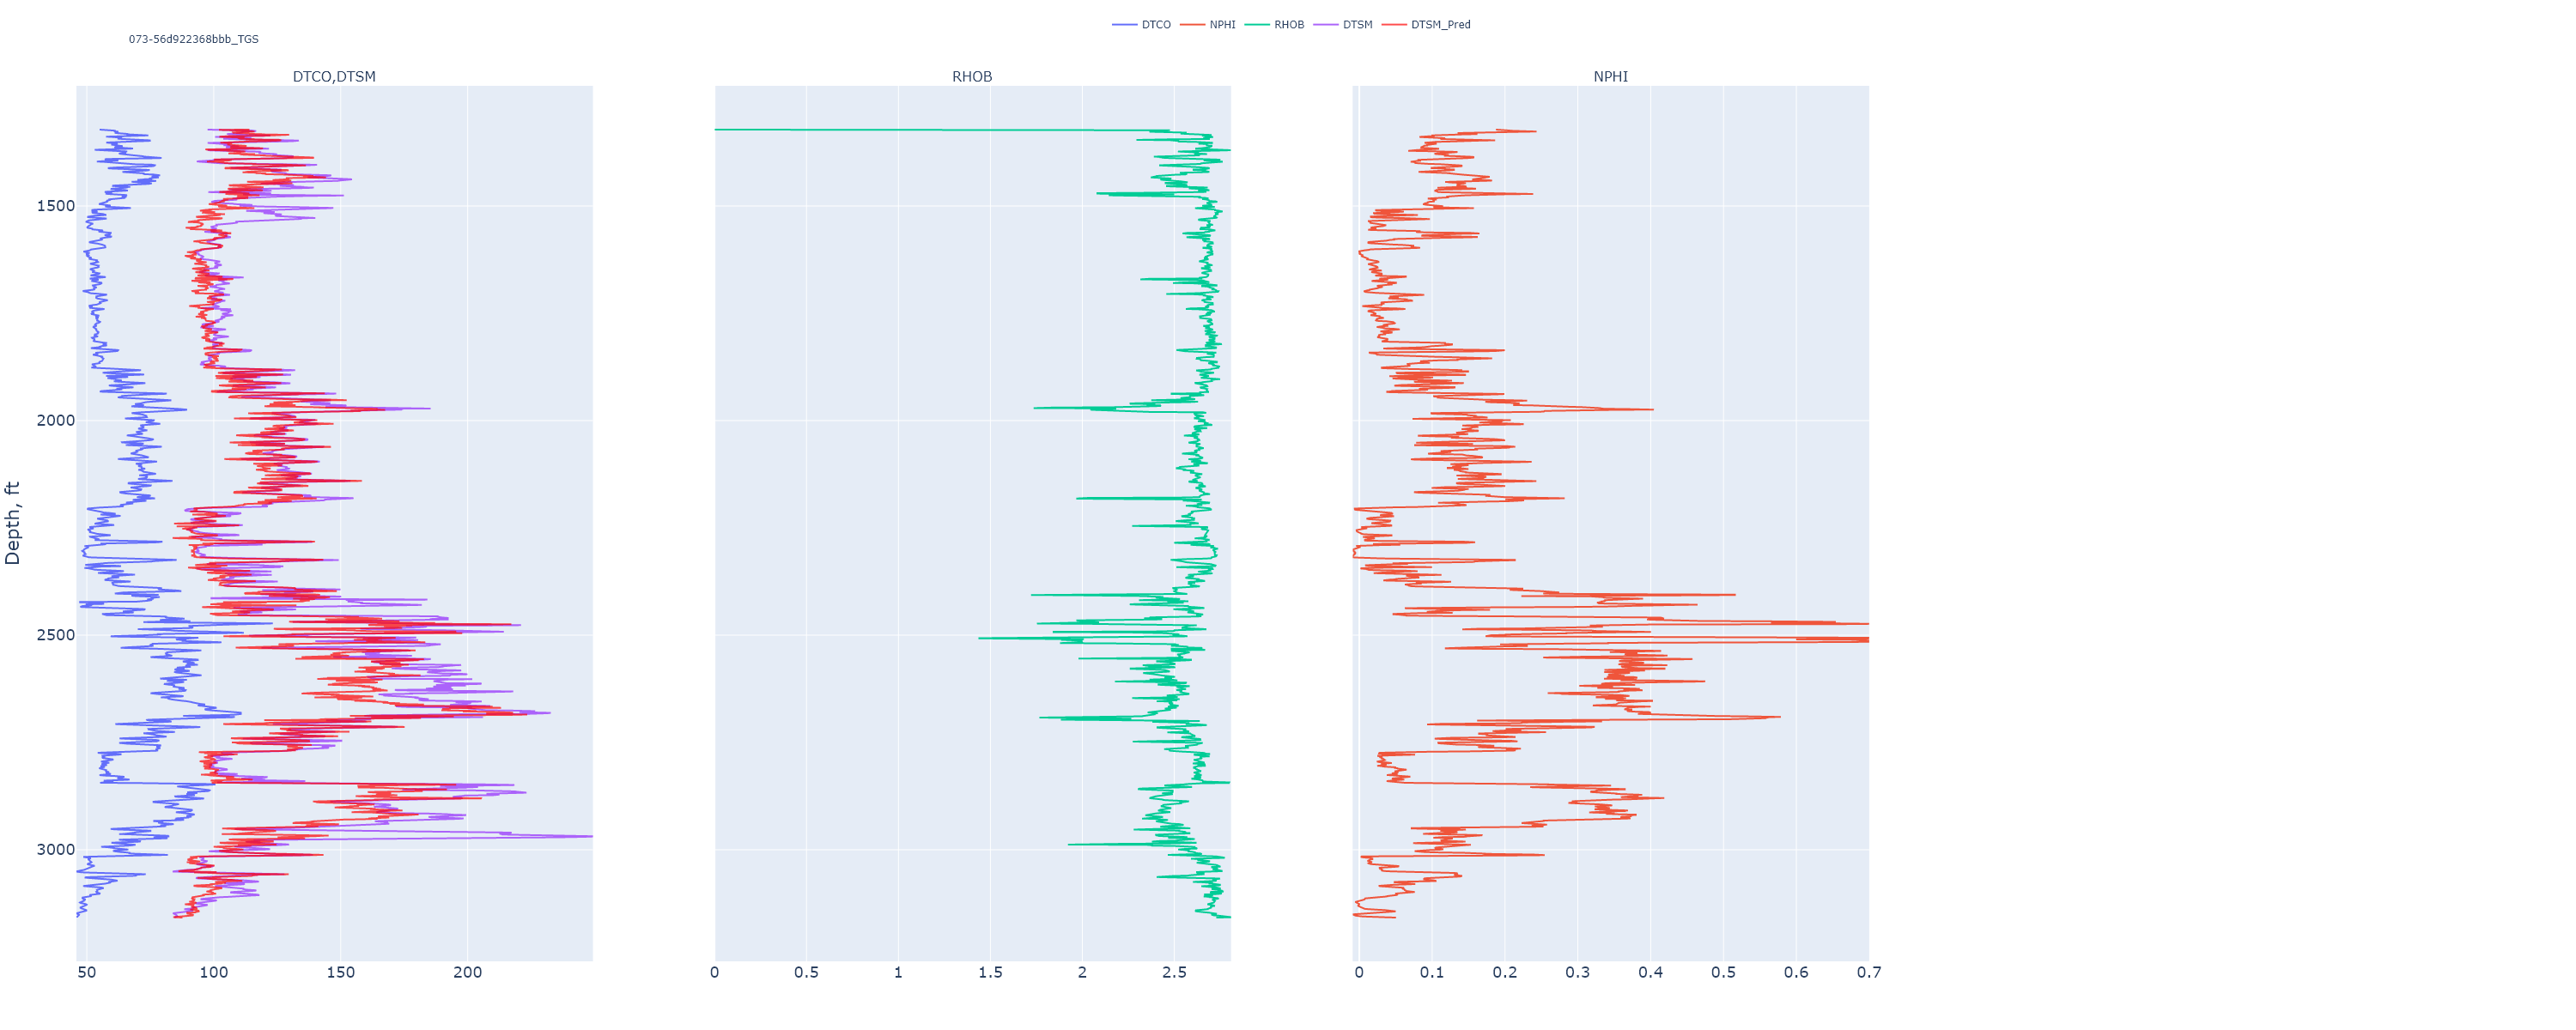 DTCO NPHI RHOB DTSM DTSM_Pred
073-56d922368bbb_TGS
DTCO,DTSM RHOB NPHI
1500
2000
Depth, ft
2500
3000
50 100 150 200 0 0.5 1 1.5 2 2.5 0 0.1 0.2 0.3 0.4 0.5 0.6 0.7